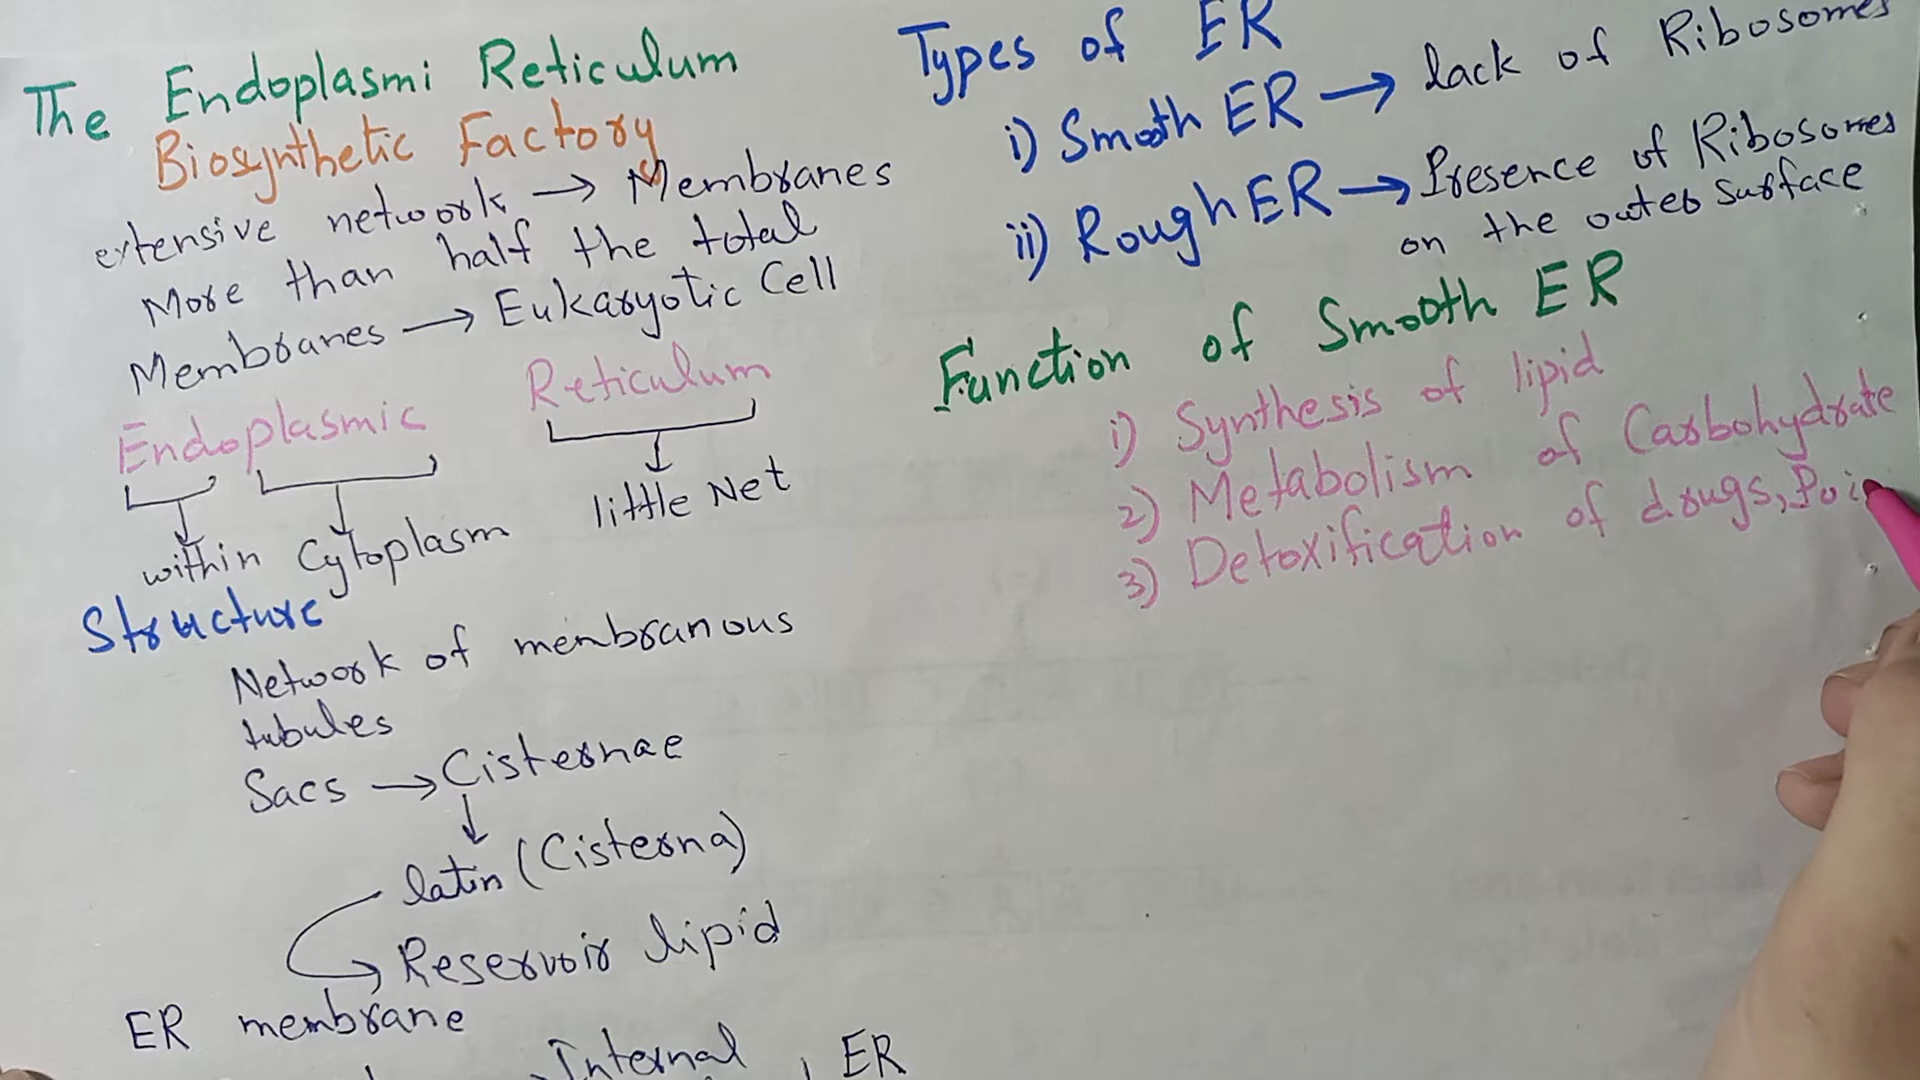 The Endoplasmi Reticulum
Biosynthetic Factory
extensive network → Membranes
More than half the total
Membranes → Eukaryotic Cell
Endoplasmic Reticulum
within Cytoplasm little Net
Structure
Network of menbranous
tubules
Sacs → Cisternae
latin (Cisterna)
Reservoir lipid
ER membrane
Internal ER
Types of ER
i) Smooth ER → lack of Ribosomes
ii) Rough ER → Presence of Ribosomes
on the outer surface
Function of Smooth ER
i) Synthesis of lipid
2) Metabolism of Carbohydrate
3) Detoxification of drugs, Poi